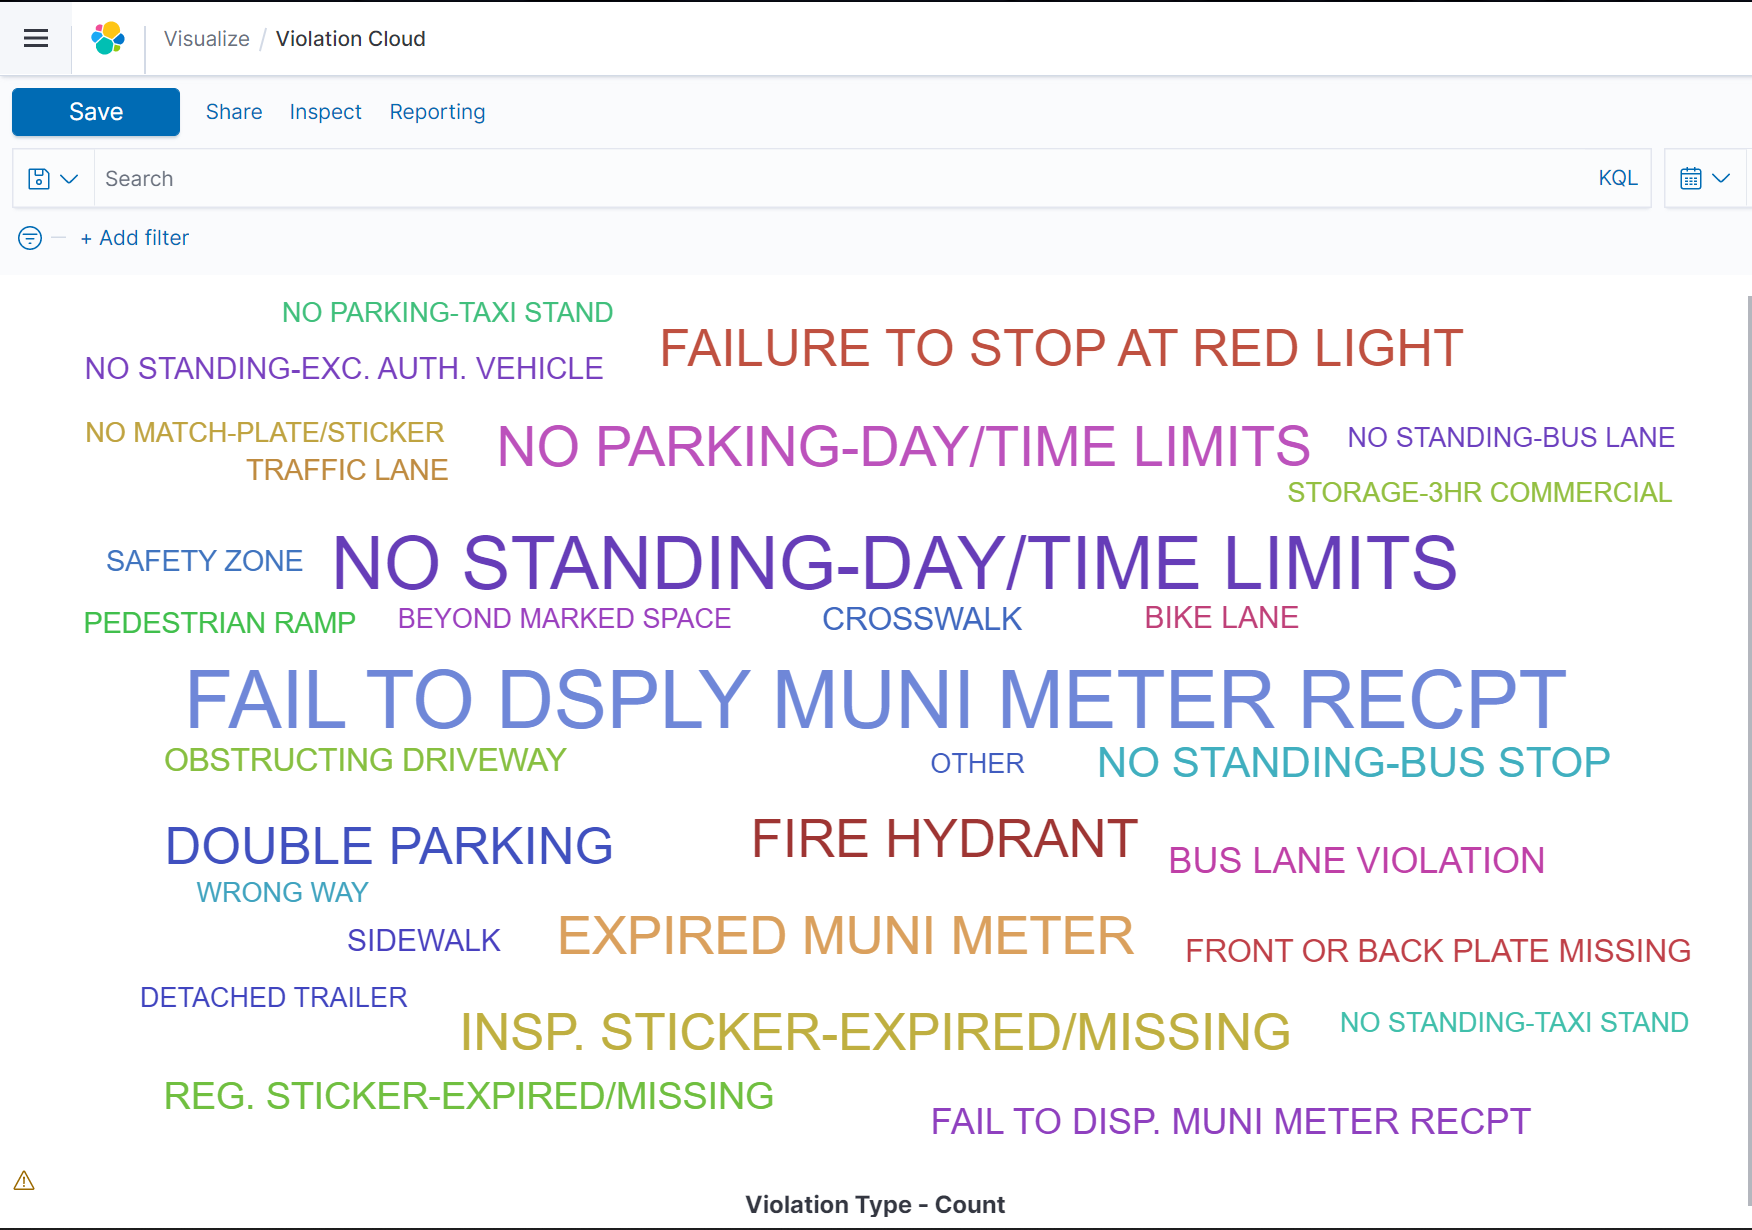 Visualize / Violation Cloud
Save Share Inspect Reporting
Search KQL
+ Add filter
NO PARKING-TAXI STAND
FAILURE TO STOP AT RED LIGHT
NO STANDING-EXC. AUTH. VEHICLE
NO MATCH-PLATE/STICKER
NO PARKING-DAY/TIME LIMITS
NO STANDING-BUS LANE
TRAFFIC LANE
STORAGE-3HR COMMERCIAL
SAFETY ZONE
NO STANDING-DAY/TIME LIMITS
PEDESTRIAN RAMP
BEYOND MARKED SPACE
CROSSWALK
BIKE LANE
FAIL TO DSPLY MUNI METER RECPT
OBSTRUCTING DRIVEWAY
OTHER
NO STANDING-BUS STOP
DOUBLE PARKING
FIRE HYDRANT
BUS LANE VIOLATION
WRONG WAY
SIDEWALK
EXPIRED MUNI METER
FRONT OR BACK PLATE MISSING
DETACHED TRAILER
INSP. STICKER-EXPIRED/MISSING
NO STANDING-TAXI STAND
REG. STICKER-EXPIRED/MISSING
FAIL TO DISP. MUNI METER RECPT
Violation Type - Count